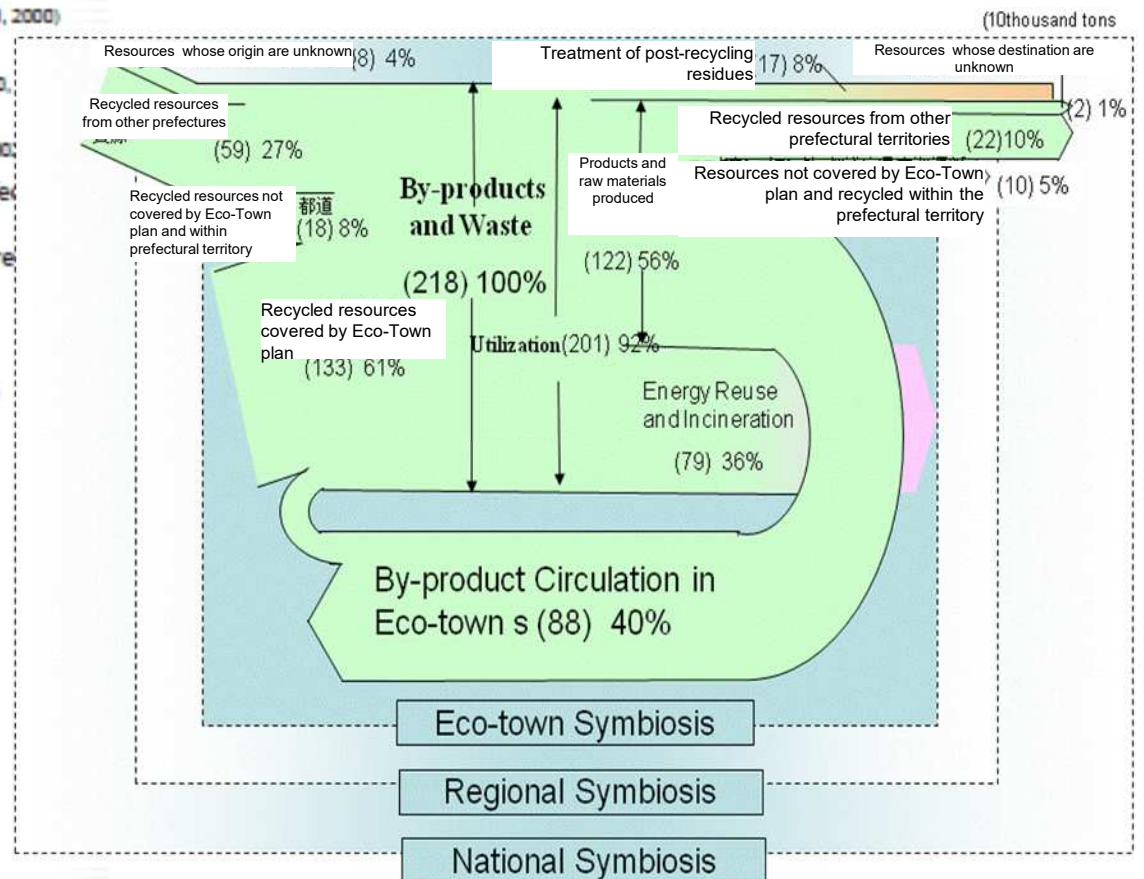 , 2000)
(10thousand tons
Resources whose origin are unknown
(8) 4%
Treatment of post-recycling
residues
(17) 8%
Resources whose destination are
unknown
(2) 1%
Recycled resources
from other prefectures
(59) 27%
Recycled resources from other
prefectural territories
(22)10%
Products and
raw materials
produced
Resources not covered by Eco-Town
plan and recycled within the
prefectural territory
(10) 5%
By-products
and Waste
(218) 100%
Recycled resources not
covered by Eco-Town
plan and within
prefectural territory
都道
(18) 8%
(122) 56%
Recycled resources
covered by Eco-Town
plan
(133) 61%
Utilization(201) 92%
Energy Reuse
and Incineration
(79) 36%
By-product Circulation in
Eco-town s (88) 40%
Eco-town Symbiosis
Regional Symbiosis
National Symbiosis